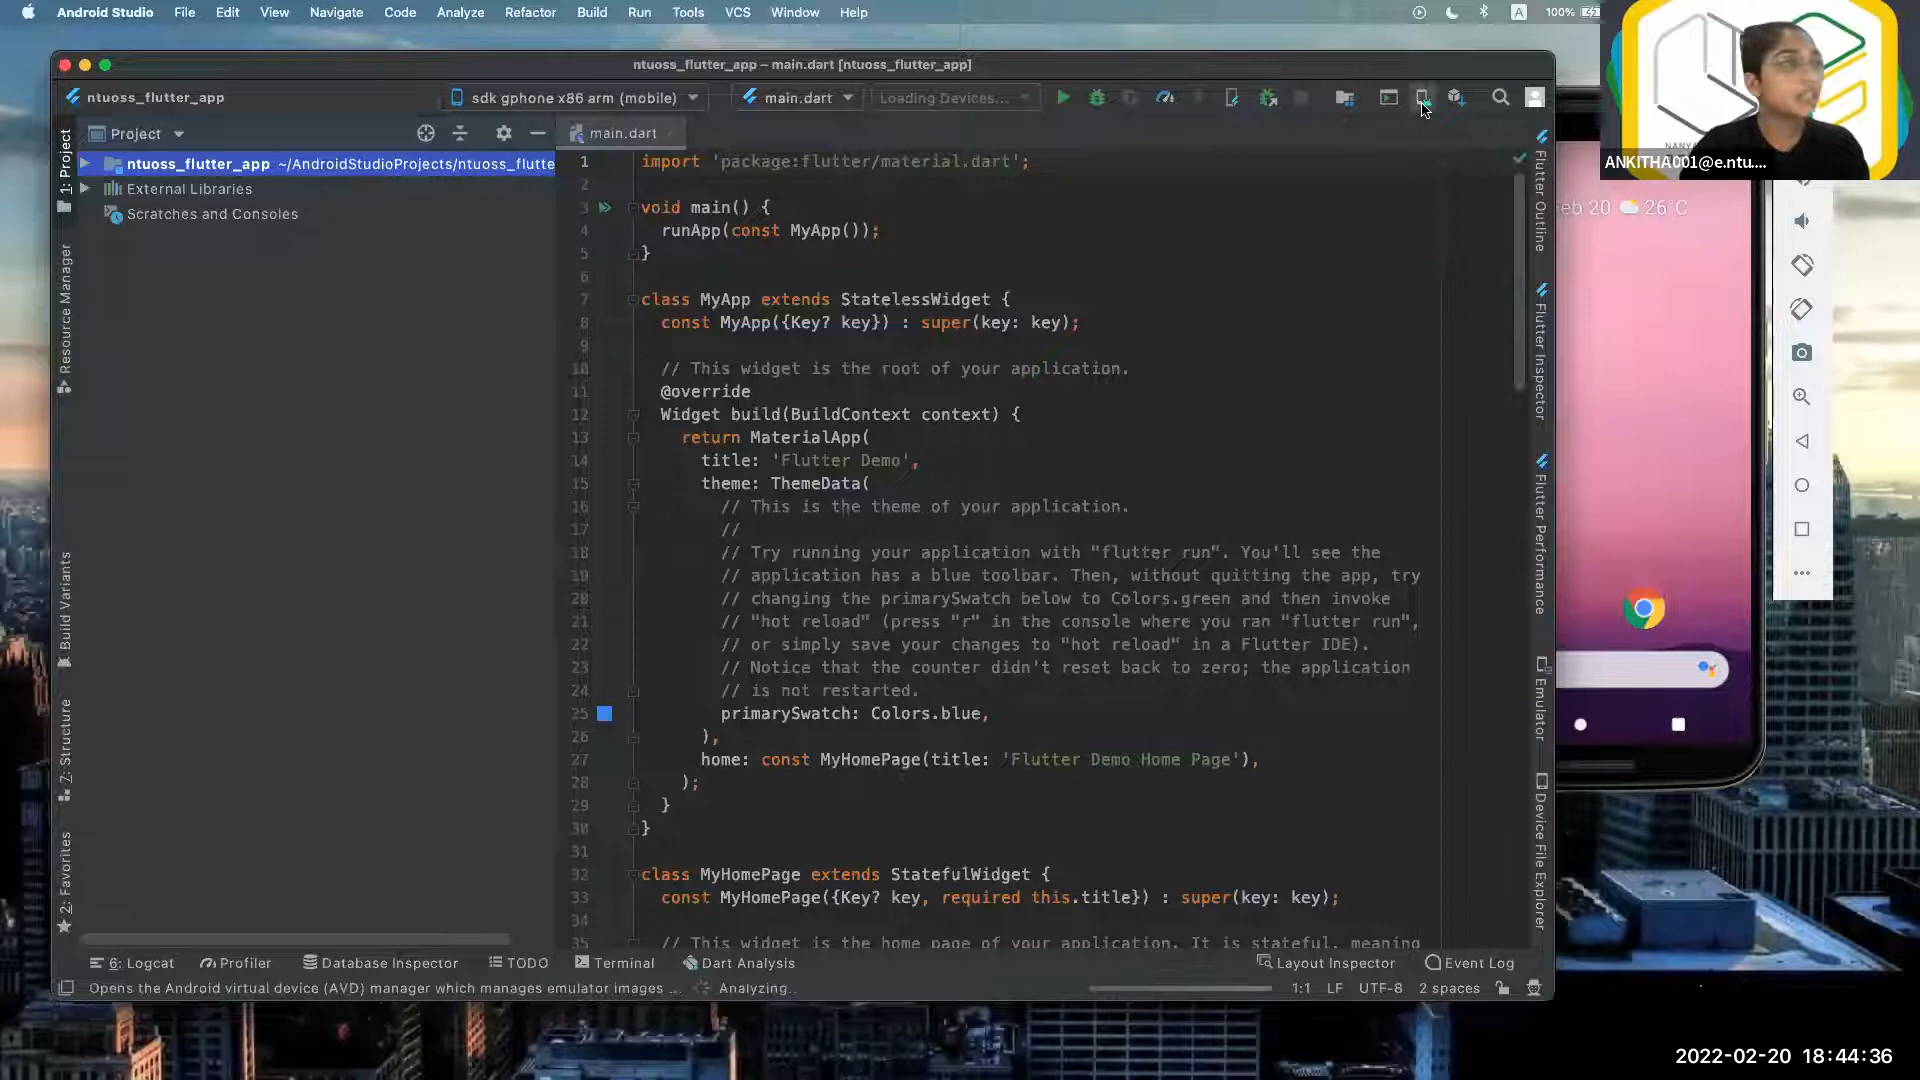 Android Studio File Edit View Navigate Code Analyze Refactor Build Run Tools VCS Window Help A 100%
ntuoss_flutter_app – main.dart [ntuoss_flutter_app]
ntuoss_flutter_app sdk gphone x86 arm (mobile) main.dart Loading Devices...
Project
main.dart
ntuoss_flutter_app ~/AndroidStudioProjects/ntuoss_flutte
External Libraries
Scratches and Consoles
1: Project
Resource Manager
Build Variants
7: Structure
2: Favorites
1 import 'package:flutter/material.dart';
2
3 void main() {
4 runApp(const MyApp());
5 }
6
7 class MyApp extends StatelessWidget {
8 const MyApp({Key? key}) : super(key: key);
9
10 // This widget is the root of your application.
11 @override
12 Widget build(BuildContext context) {
13 return MaterialApp(
14 title: 'Flutter Demo',
15 theme: ThemeData(
16 // This is the theme of your application.
17 //
18 // Try running your application with "flutter run". You'll see the
19 // application has a blue toolbar. Then, without quitting the app, try
20 // changing the primarySwatch below to Colors.green and then invoke
21 // "hot reload" (press "r" in the console where you ran "flutter run",
22 // or simply save your changes to "hot reload" in a Flutter IDE).
23 // Notice that the counter didn't reset back to zero; the application
24 // is not restarted.
25 primarySwatch: Colors.blue,
26 ),
27 home: const MyHomePage(title: 'Flutter Demo Home Page'),
28 );
29 }
30 }
31
32 class MyHomePage extends StatefulWidget {
33 const MyHomePage({Key? key, required this.title}) : super(key: key);
34
35 // This widget is the home page of your application. It is stateful, meaning
Flutter Outline
Flutter Inspector
Flutter Performance
Emulator
Device File Explorer
ANKITHA001@e.ntu....
eb 20 26°C
6: Logcat Profiler Database Inspector TODO Terminal Dart Analysis Layout Inspector Event Log
Opens the Android virtual device (AVD) manager which manages emulator images ... Analyzing.. 1:1 LF UTF-8 2 spaces
2022-02-20 18:44:36